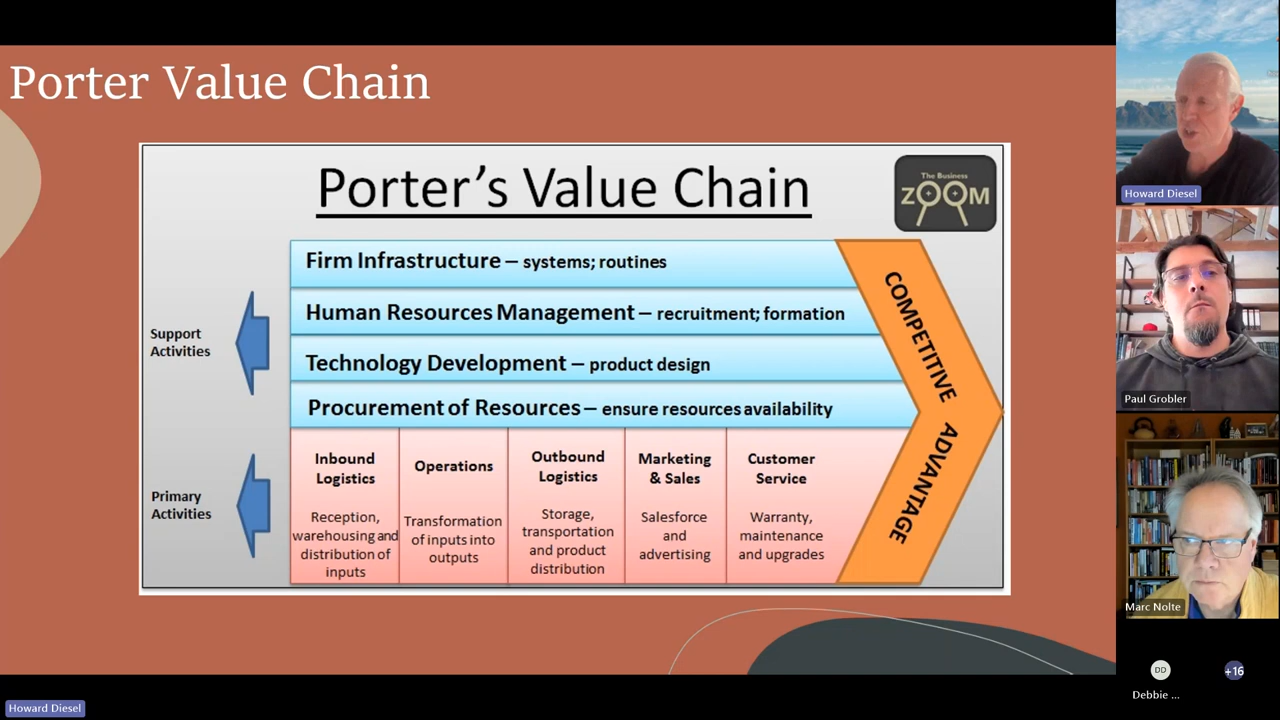 Porter Value Chain
Porter's Value Chain
The Business
ZOOM
Firm Infrastructure – systems; routines
Human Resources Management – recruitment; formation
Technology Development – product design
Procurement of Resources – ensure resources availability
Support
Activities
Primary
Activities
Inbound
Logistics
Reception,
warehousing and
distribution of
inputs
Operations
Transformation
of inputs into
outputs
Outbound
Logistics
Storage,
transportation
and product
distribution
Marketing
& Sales
Salesforce
and
advertising
Customer
Service
Warranty,
maintenance
and upgrades
COMPETITIVE ADVANTAGE
Howard Diesel
Paul Grobler
Marc Nolte
DD
Debbie ...
+16
Howard Diesel